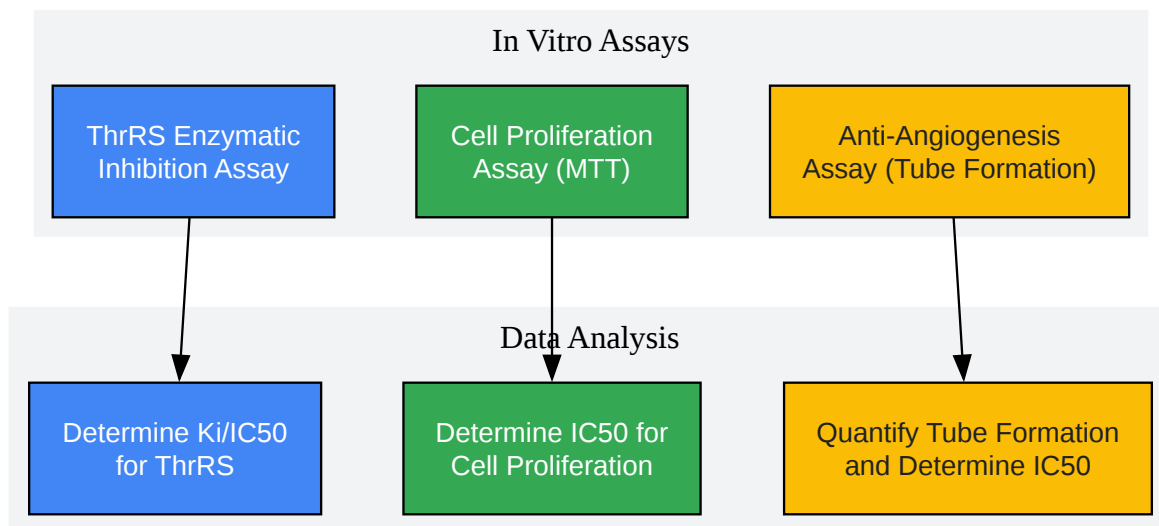 In Vitro Assays
ThrRS Enzymatic
Inhibition Assay
Cell Proliferation
Assay (MTT)
Anti-Angiogenesis
Assay (Tube Formation)
Data Analysis
Determine Ki/IC50
for ThrRS
Determine IC50 for
Cell Proliferation
Quantify Tube Formation
and Determine IC50